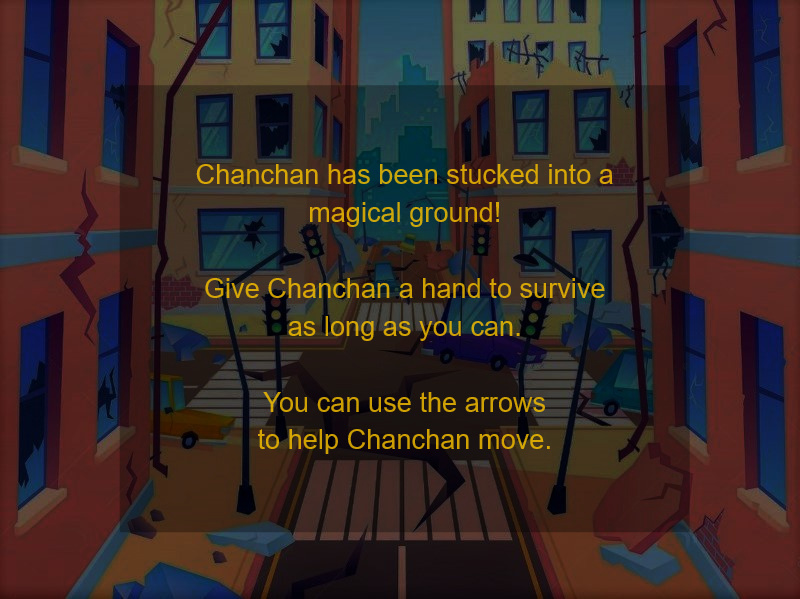 Chanchan has been stucked into a
magical ground!
Give Chanchan a hand to survive
as long as you can.
You can use the arrows
to help Chanchan move.